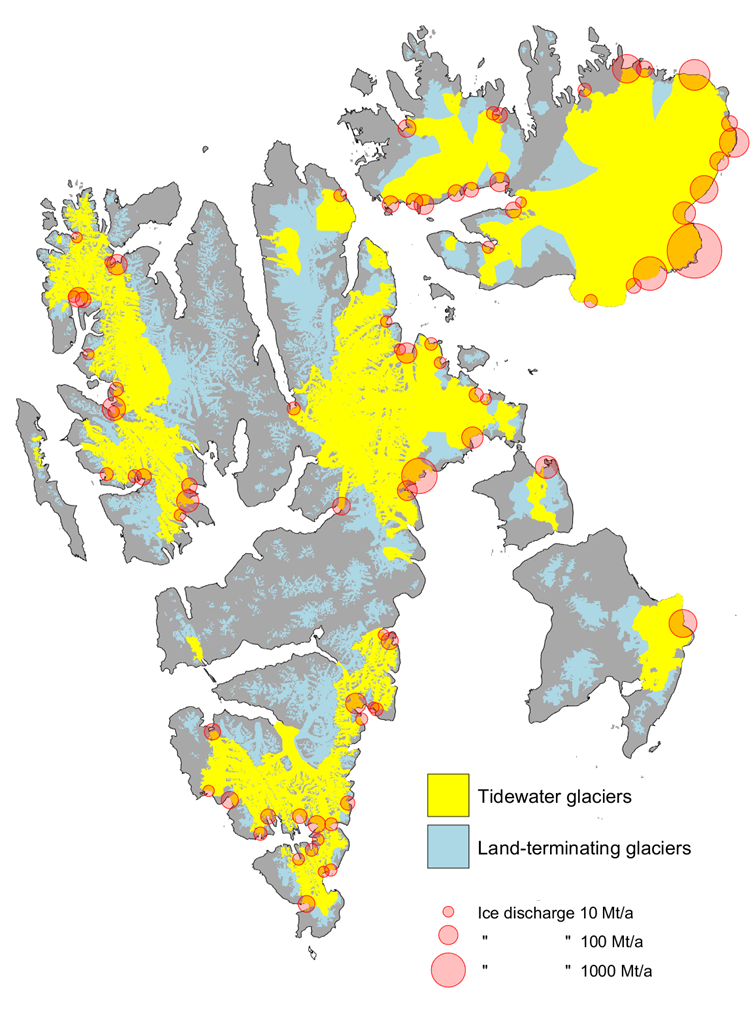 Tidewater glaciers
Land-terminating glaciers
Ice discharge 10 Mt/a
" " 100 Mt/a
" " 1000 Mt/a